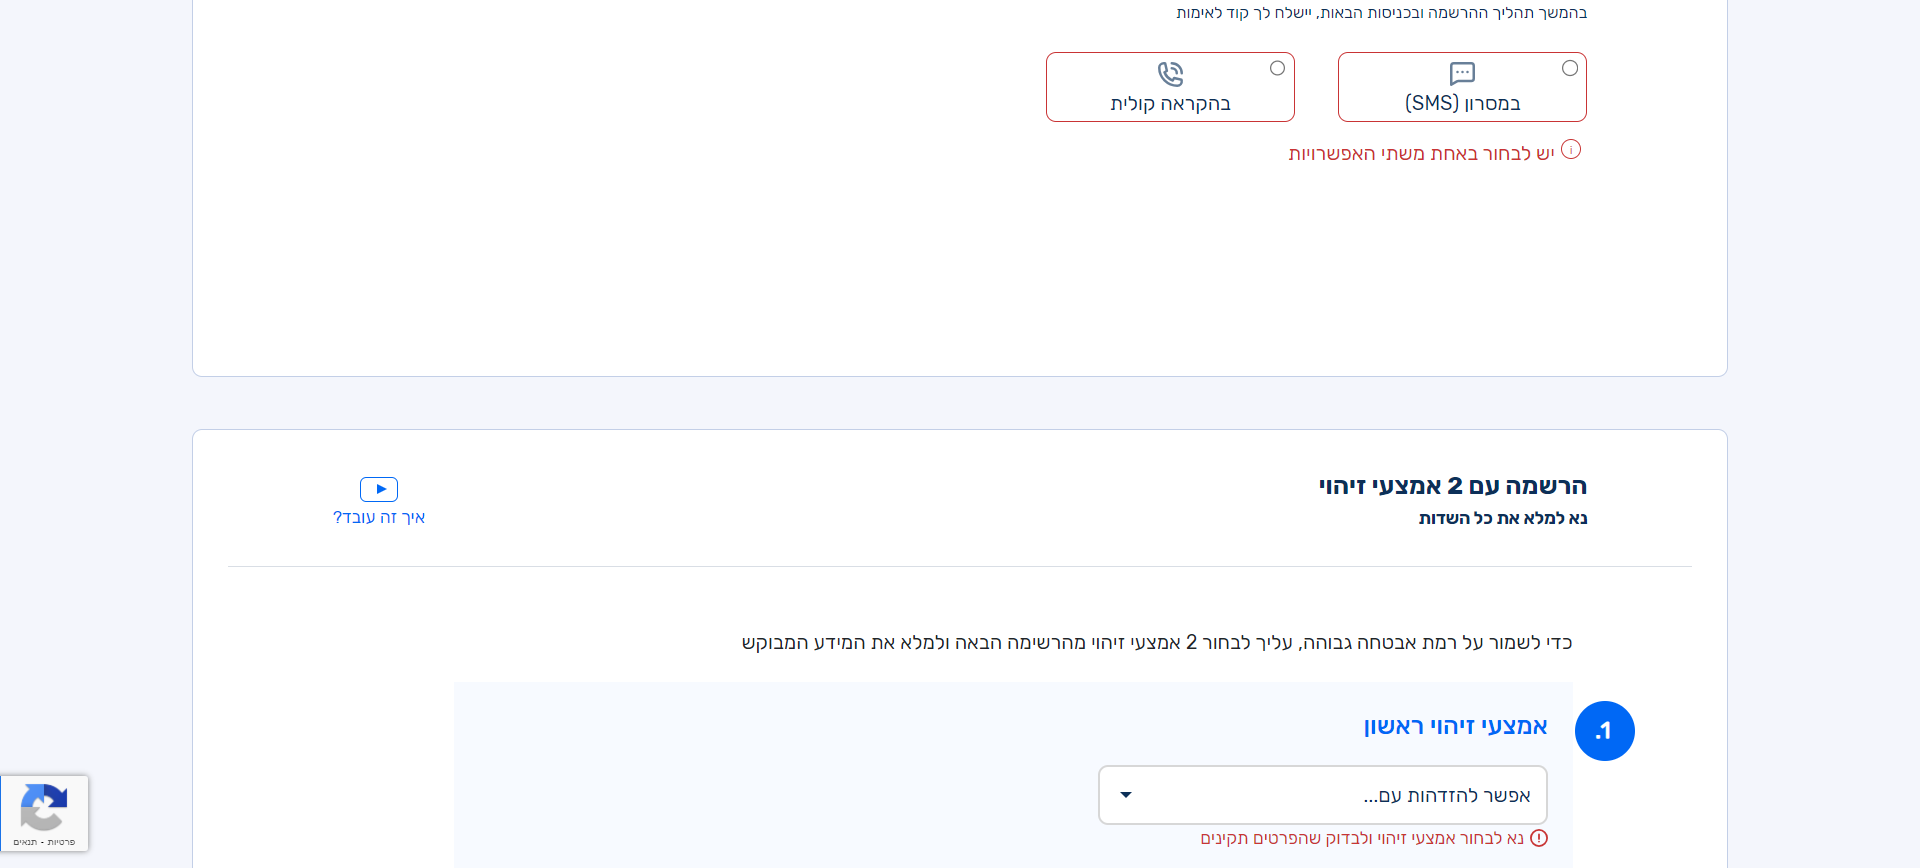 בהמשך תהליך ההרשמה ובכניסות הבאות, יישלח לך קוד לאימות
במסרון (SMS)
בהקראה קולית
יש לבחור באחת משתי האפשרויות
הרשמה עם 2 אמצעי זיהוי
נא למלא את כל השדות
איך זה עובד?
כדי לשמור על רמת אבטחה גבוהה, עליך לבחור 2 אמצעי זיהוי מהרשימה הבאה ולמלא את המידע המבוקש
1.
אמצעי זיהוי ראשון
אפשר להזדהות עם...
נא לבחור אמצעי זיהוי ולבדוק שהפרטים תקינים
פרטיות - תנאים